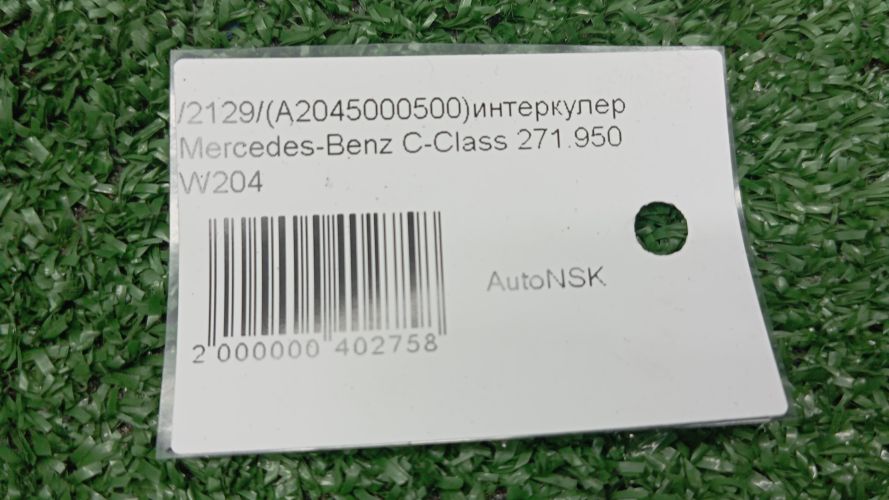 /2129/(A2045000500)интеркулер
Mercedes-Benz C-Class 271.950
W204
AutoNSK
2 000000 402758